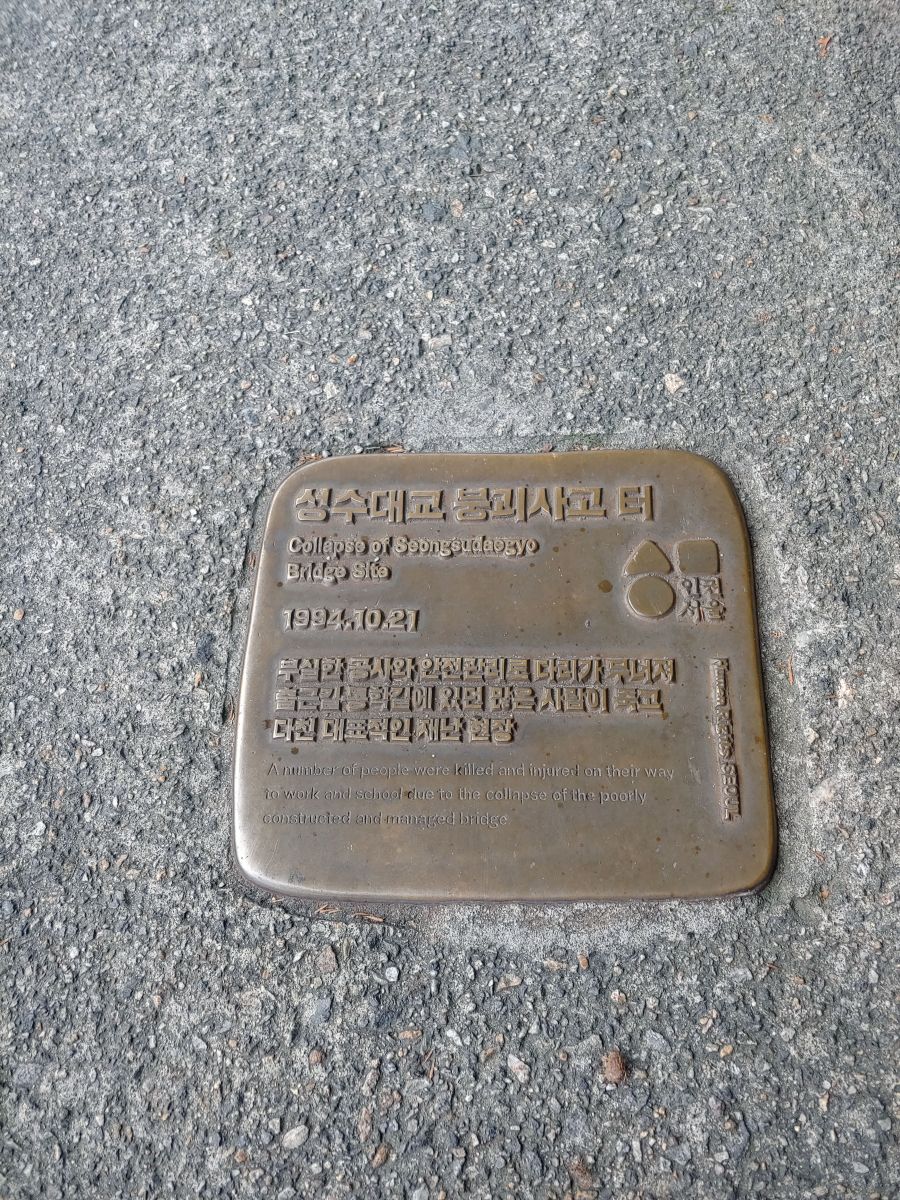 성수대교 붕괴사고 터
Collapse of Seongsudaegyo
Bridge Site
인권
서울
1994.10.21
부실한 공사와 안전관리로 다리가 무너져
출근길 통학길에 있던 많은 사람이 죽고
다친 대표적인 재난 현장
A number of people were killed and injured on their way
to work and school due to the collapse of the poorly
constructed and managed bridge
Human Rights SEOUL